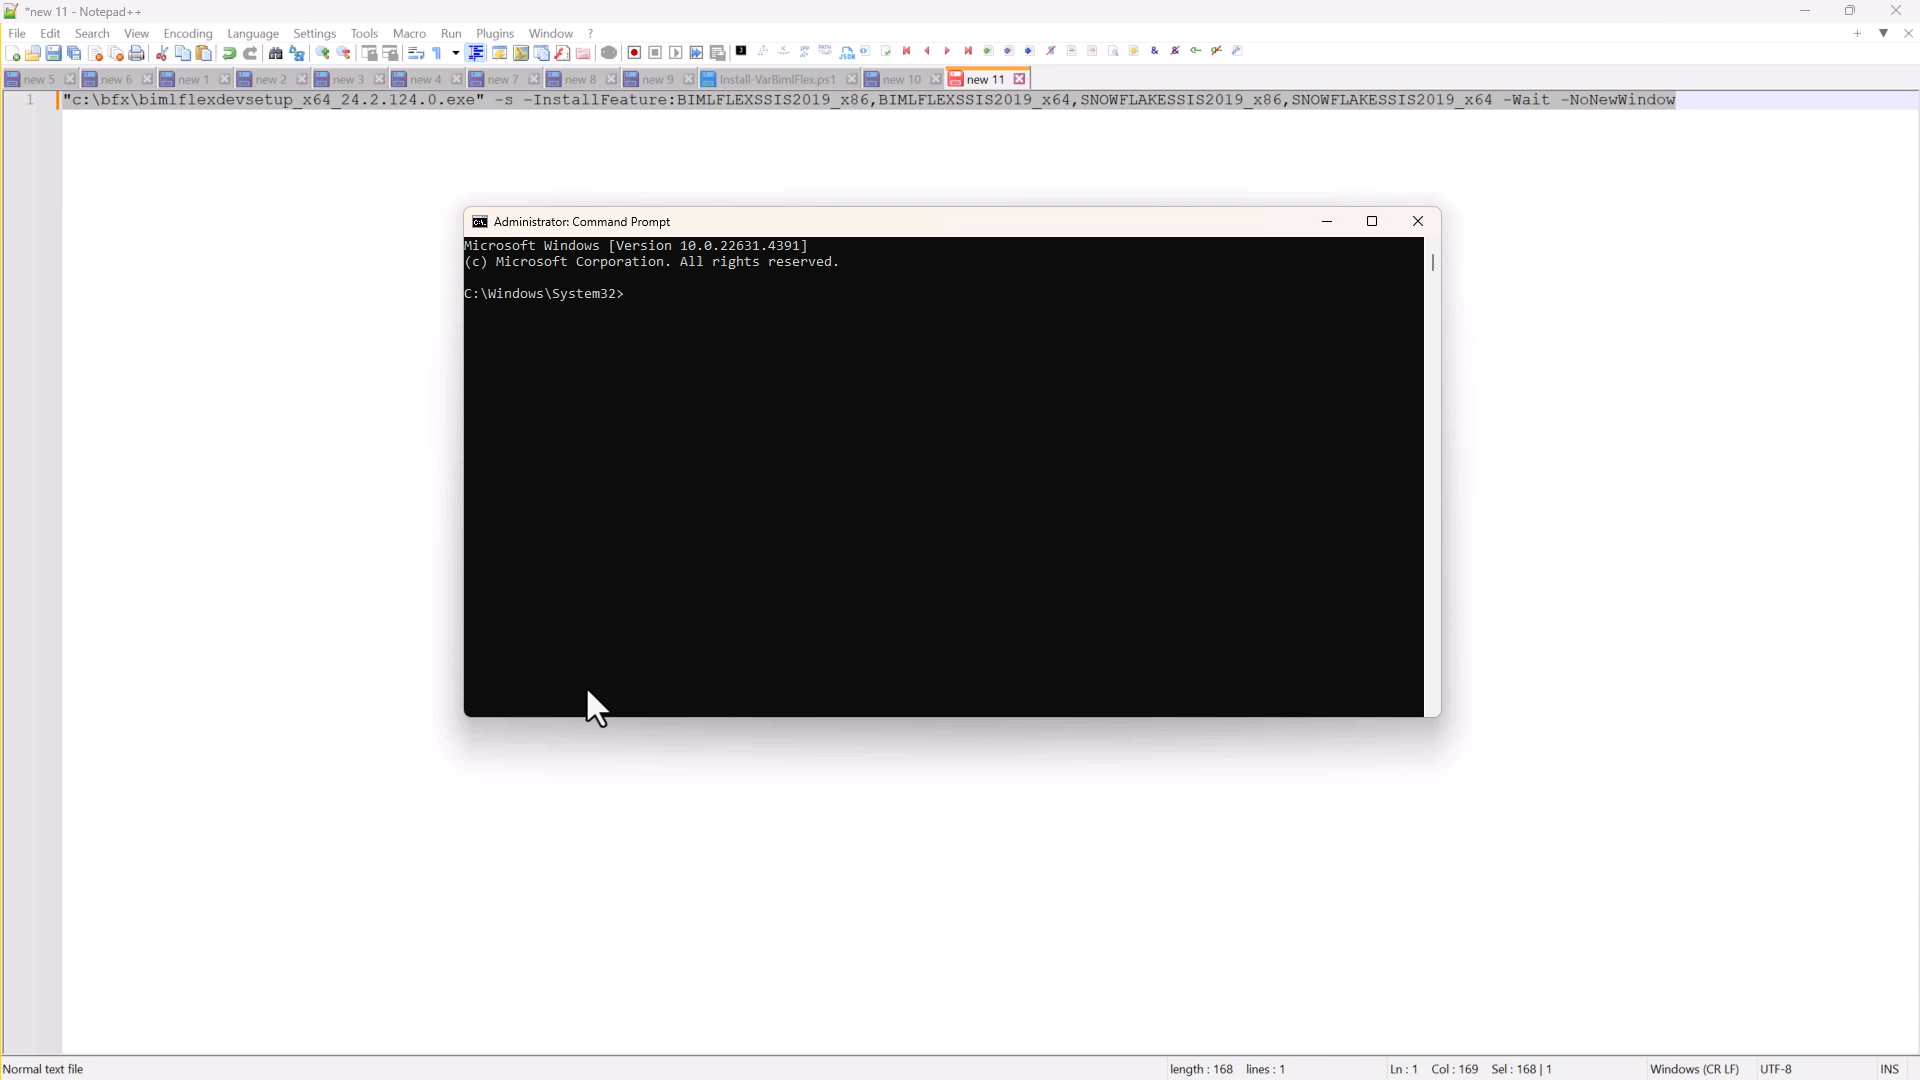 *new 11 - Notepad++
File Edit Search View Encoding Language Settings Tools Macro Run Plugins Window ?
new 5 new 6 new 1 new 2 new 3 new 4 new 7 new 8 new 9 Install-VarBimlFlex.ps1 new 10 new 11
1 "c:\bfx\bimlflexdevsetup_x64_24.2.124.0.exe" -s -InstallFeature:BIMLFLEXSSIS2019_x86,BIMLFLEXSSIS2019_x64,SNOWFLAKESSIS2019_x86,SNOWFLAKESSIS2019_x64 -Wait -NoNewWindow
Administrator: Command Prompt
Microsoft Windows [Version 10.0.22631.4391]
(c) Microsoft Corporation. All rights reserved.
C:\Windows\System32>
Normal text file length : 168 lines : 1 Ln : 1 Col : 169 Sel : 168 | 1 Windows (CR LF) UTF-8 INS